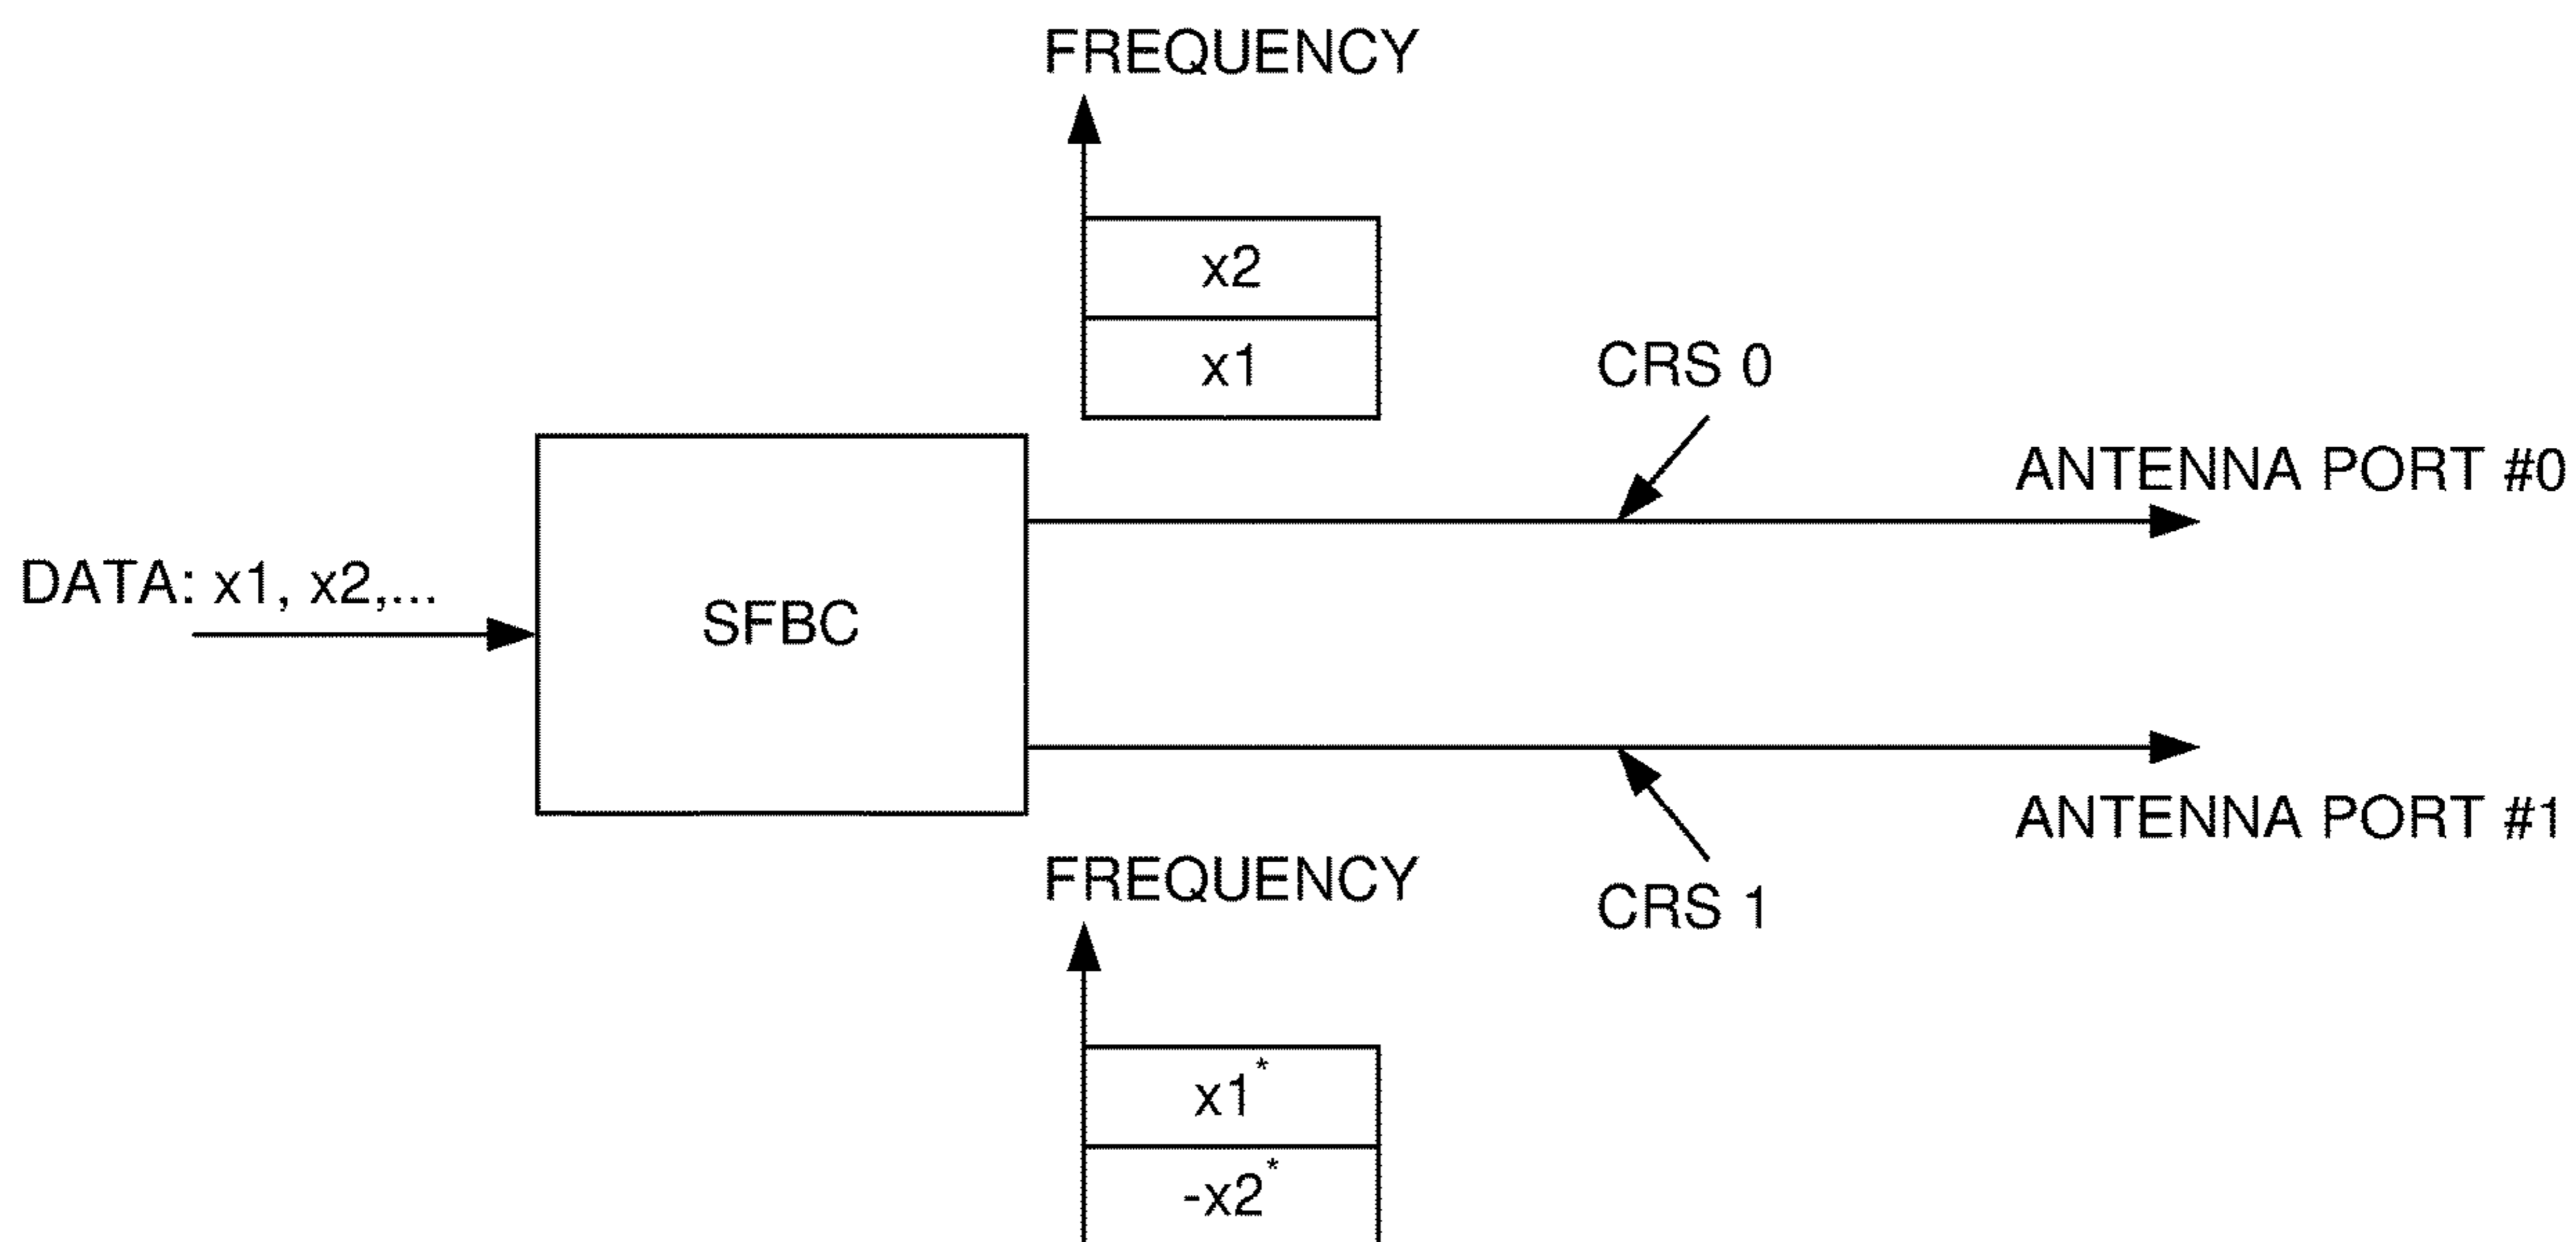 FREQUENCY
x2
x1
CRS 0
ANTENNA PORT #0
DATA: x1, x2,...
SFBC
ANTENNA PORT #1
FREQUENCY
CRS 1
x1*
-x2*